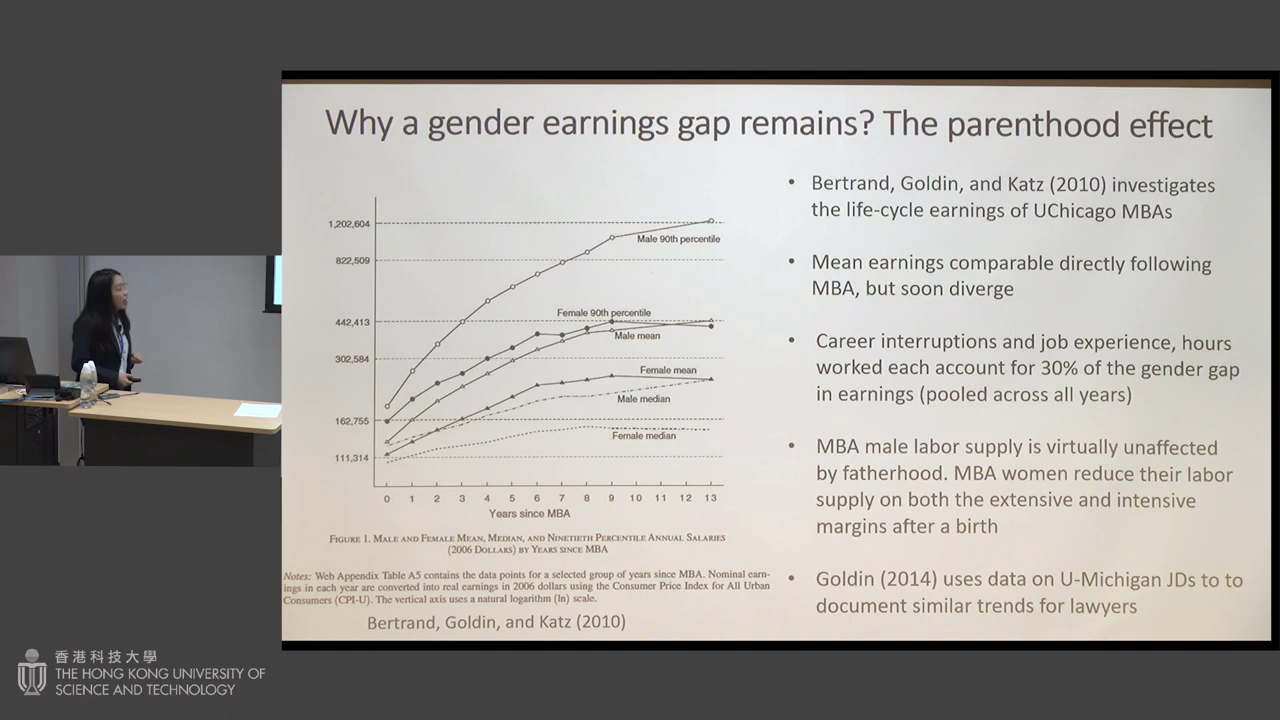 Why a gender earnings gap remains? The parenthood effect
1,202,604
822,509
442,413
302,584
162,755
111,314
Male 90th percentile
Female 90th percentile
Male mean
Female mean
Male median
Female median
0 1 2 3 4 5 6 7 8 9 10 11 12 13
Years since MBA
FIGURE 1. MALE AND FEMALE MEAN, MEDIAN, AND NINETIETH PERCENTILE ANNUAL SALARIES
(2006 DOLLARS) BY YEARS SINCE MBA
Notes: Web Appendix Table A5 contains the data points for a selected group of years since MBA. Nominal earn-
ings in each year are converted into real earnings in 2006 dollars using the Consumer Price Index for All Urban
Consumers (CPI-U). The vertical axis uses a natural logarithm (ln) scale.
Bertrand, Goldin, and Katz (2010)
• Bertrand, Goldin, and Katz (2010) investigates
the life-cycle earnings of UChicago MBAs
• Mean earnings comparable directly following
MBA, but soon diverge
• Career interruptions and job experience, hours
worked each account for 30% of the gender gap
in earnings (pooled across all years)
• MBA male labor supply is virtually unaffected
by fatherhood. MBA women reduce their labor
supply on both the extensive and intensive
margins after a birth
• Goldin (2014) uses data on U-Michigan JDs to to
document similar trends for lawyers
香港科技大學
THE HONG KONG UNIVERSITY OF
SCIENCE AND TECHNOLOGY